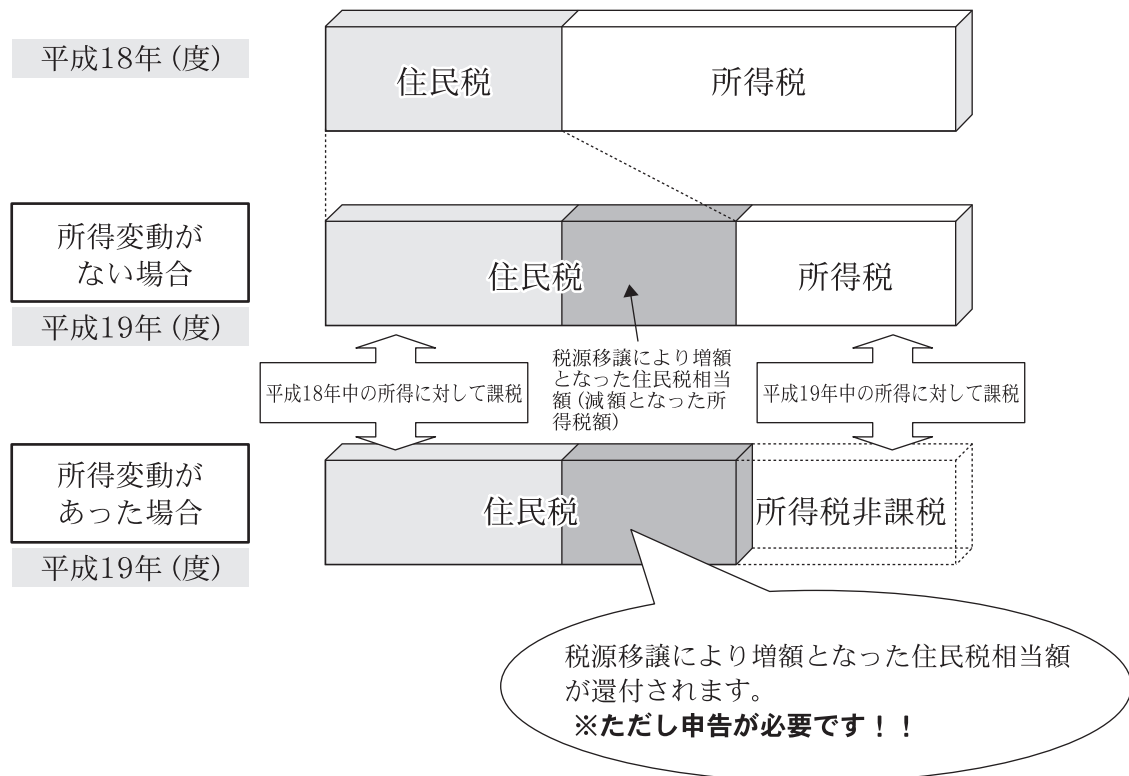 平成18年(度)
住民税
所得税
所得変動が
ない場合
平成19年(度)
住民税
所得税
平成18年中の所得に対して課税
税源移譲により増額
となった住民税相当
額(減額となった所
得税額)
平成19年中の所得に対して課税
所得変動が
あった場合
平成19年(度)
住民税
所得税非課税
税源移譲により増額となった住民税相当額
が還付されます。
※ただし申告が必要です！！